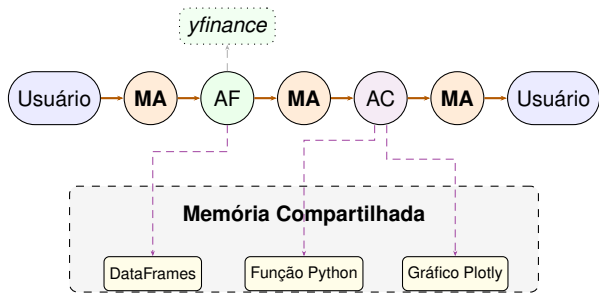 yfinance
Usuário
MA
AF
MA
AC
MA
Usuário
Memória Compartilhada
DataFrames
Função Python
Gráfico Plotly